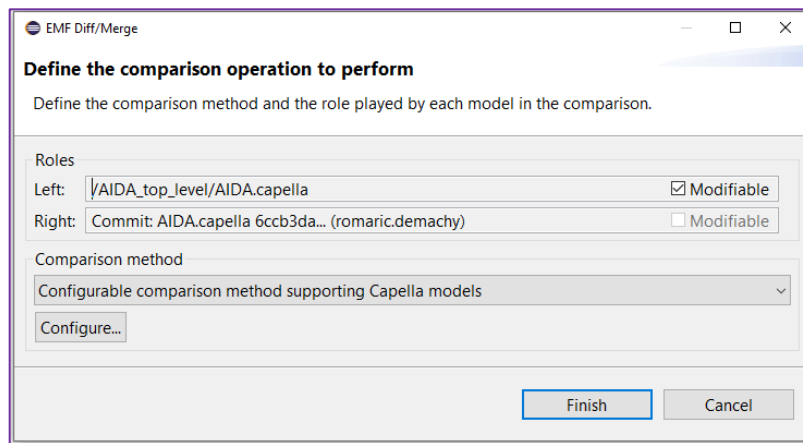 EMF Diff/Merge
Define the comparison operation to perform
Define the comparison method and the role played by each model in the comparison.
Roles
Left: /AIDA_top_level/AIDA.capella Modifiable
Right: Commit: AIDA.capella 6ccb3da... (romaric.demachy) Modifiable
Comparison method
Configurable comparison method supporting Capella models
Configure...
Finish Cancel